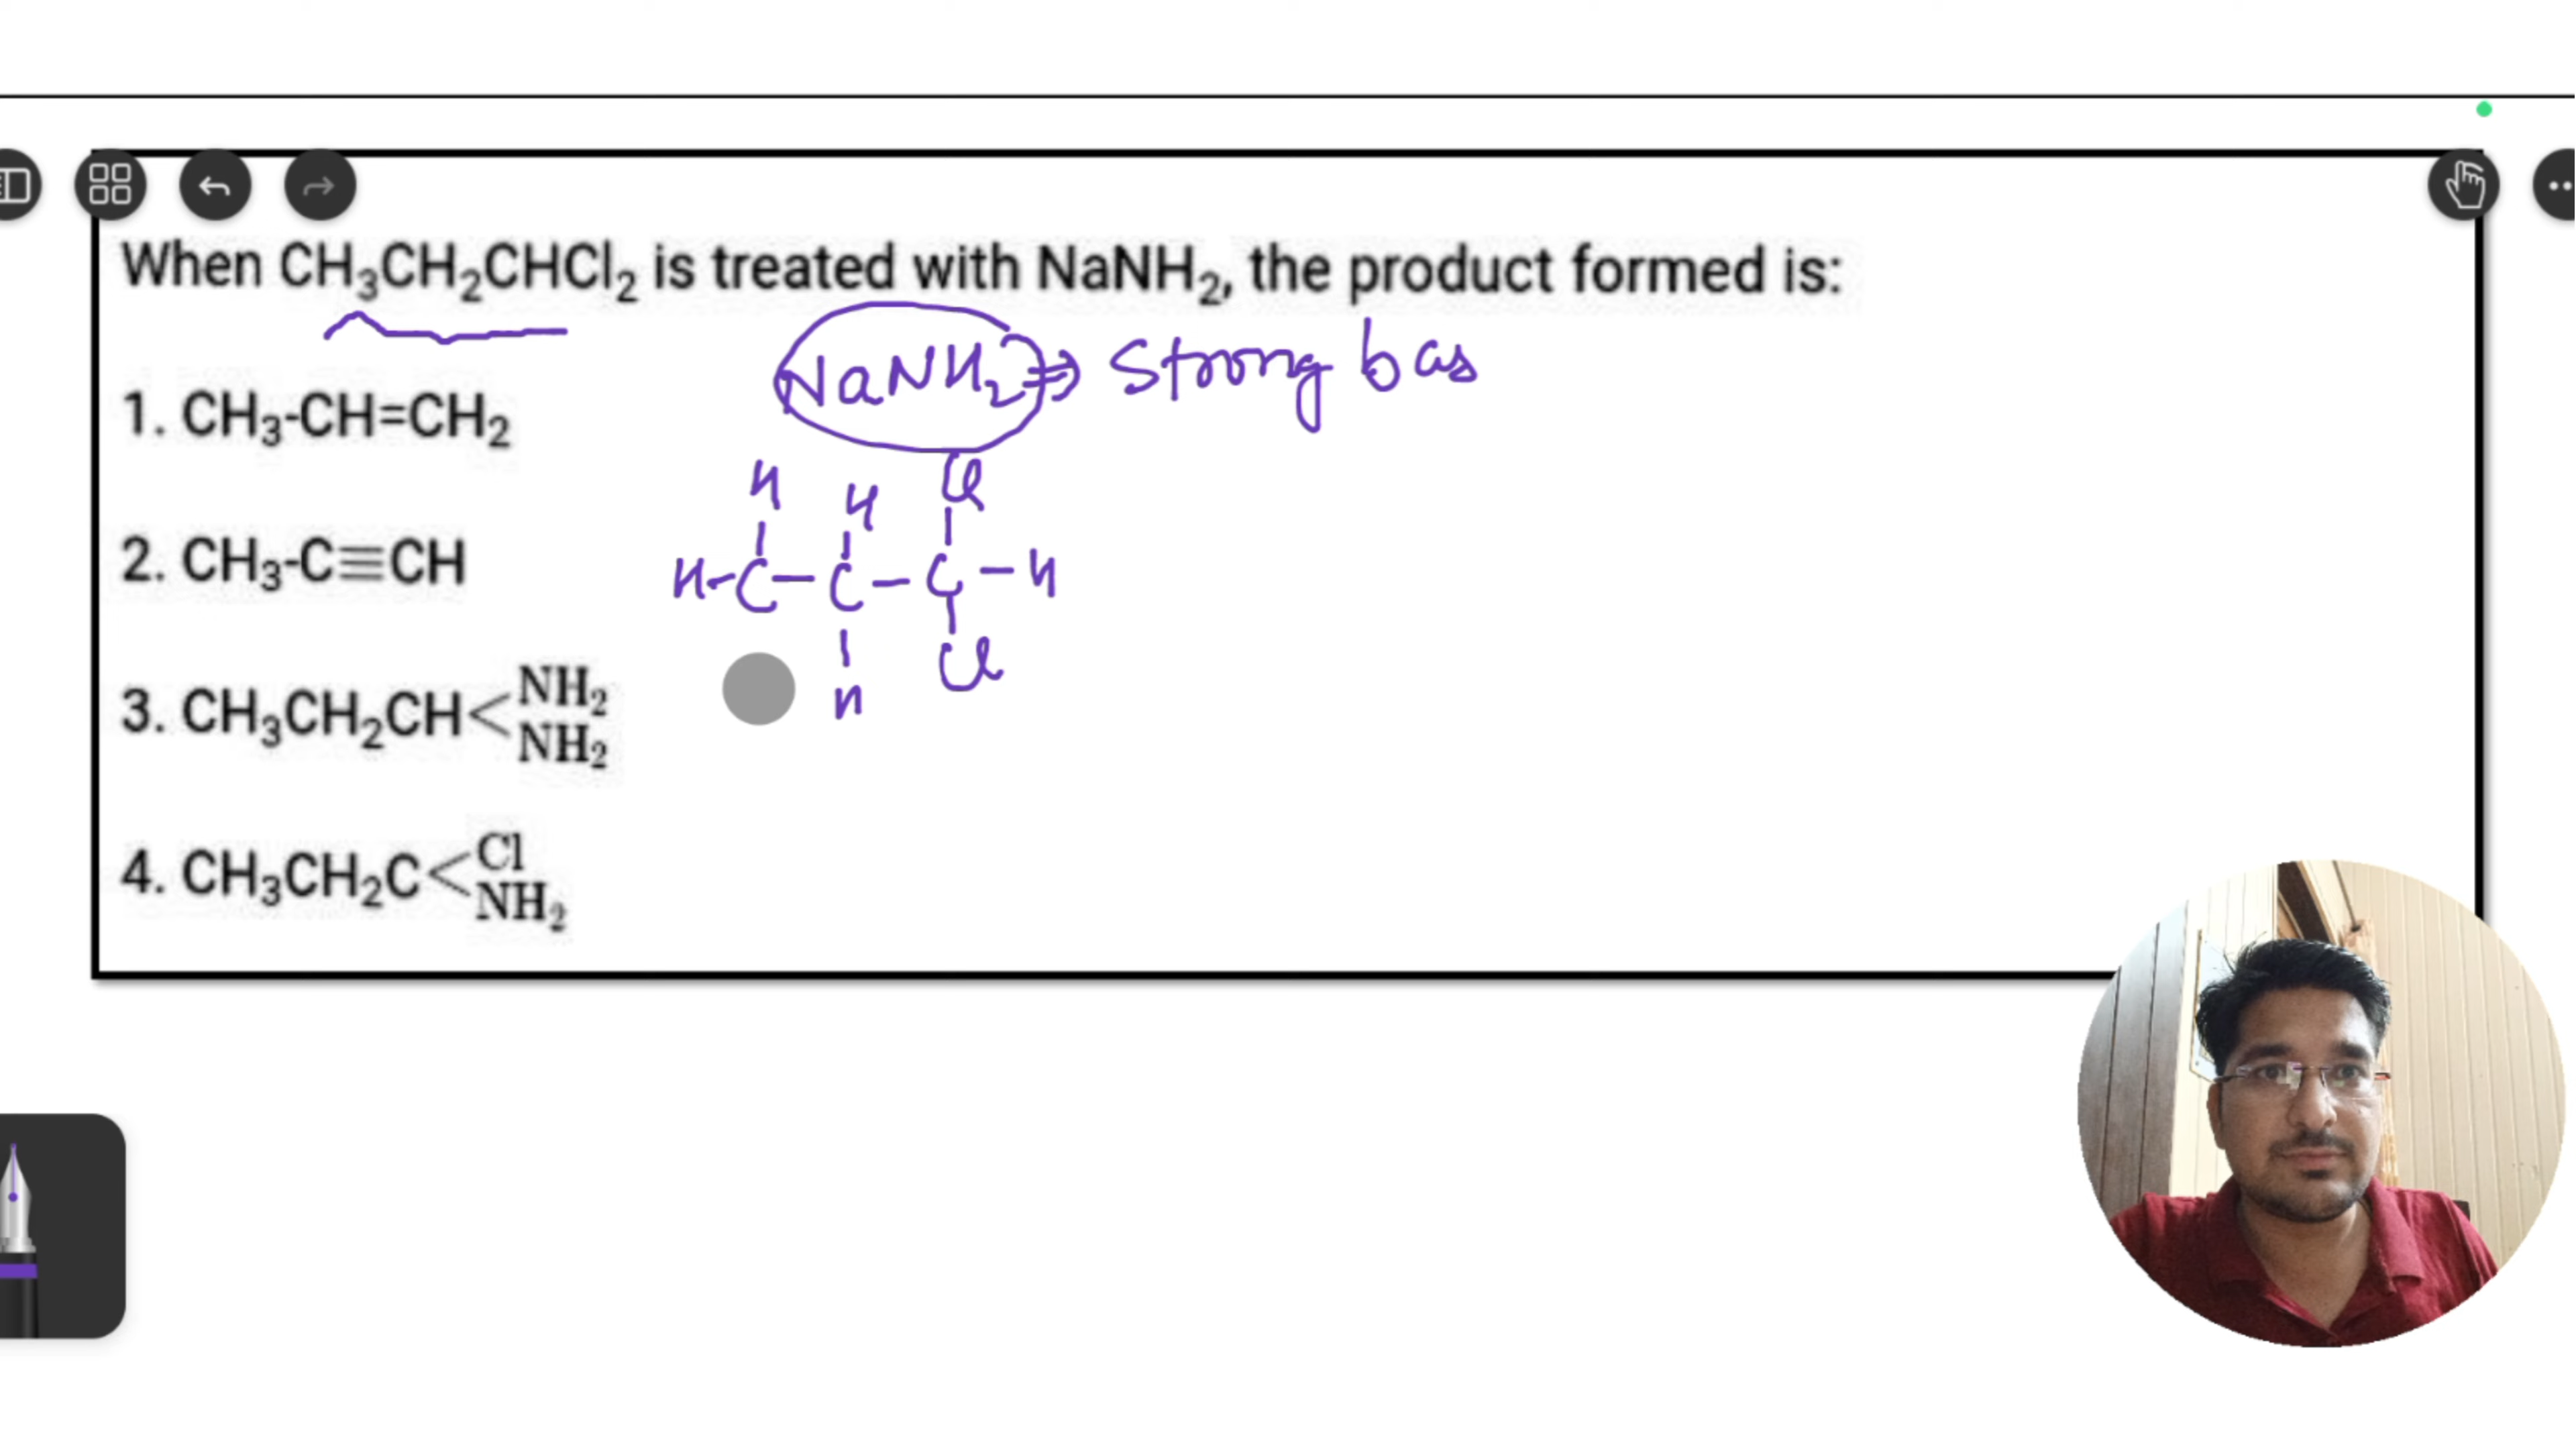 When CH₃CH₂CHCl₂ is treated with NaNH₂, the product formed is:
NaNH₂ ⇒ Strong bas
1. CH₃-CH=CH₂
H H Cl
2. CH₃-C≡CH
H-C-C-C-H
H Cl
3. CH₃CH₂CH<NH₂
NH₂
4. CH₃CH₂C<Cl
NH₂